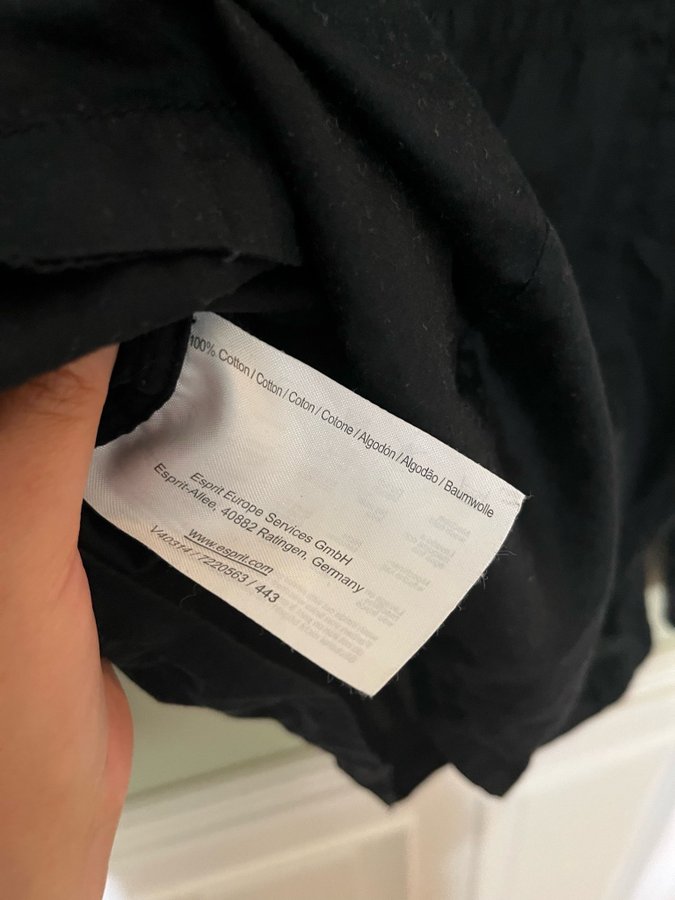 100% Cotton / Cotton / Coton / Cotone / Algodón / Algodão / Baumwolle
Esprit Europe Services GmbH
Esprit-Allee, 40882 Ratingen, Germany
www.esprit.com
V40314 / 7220563 / 443